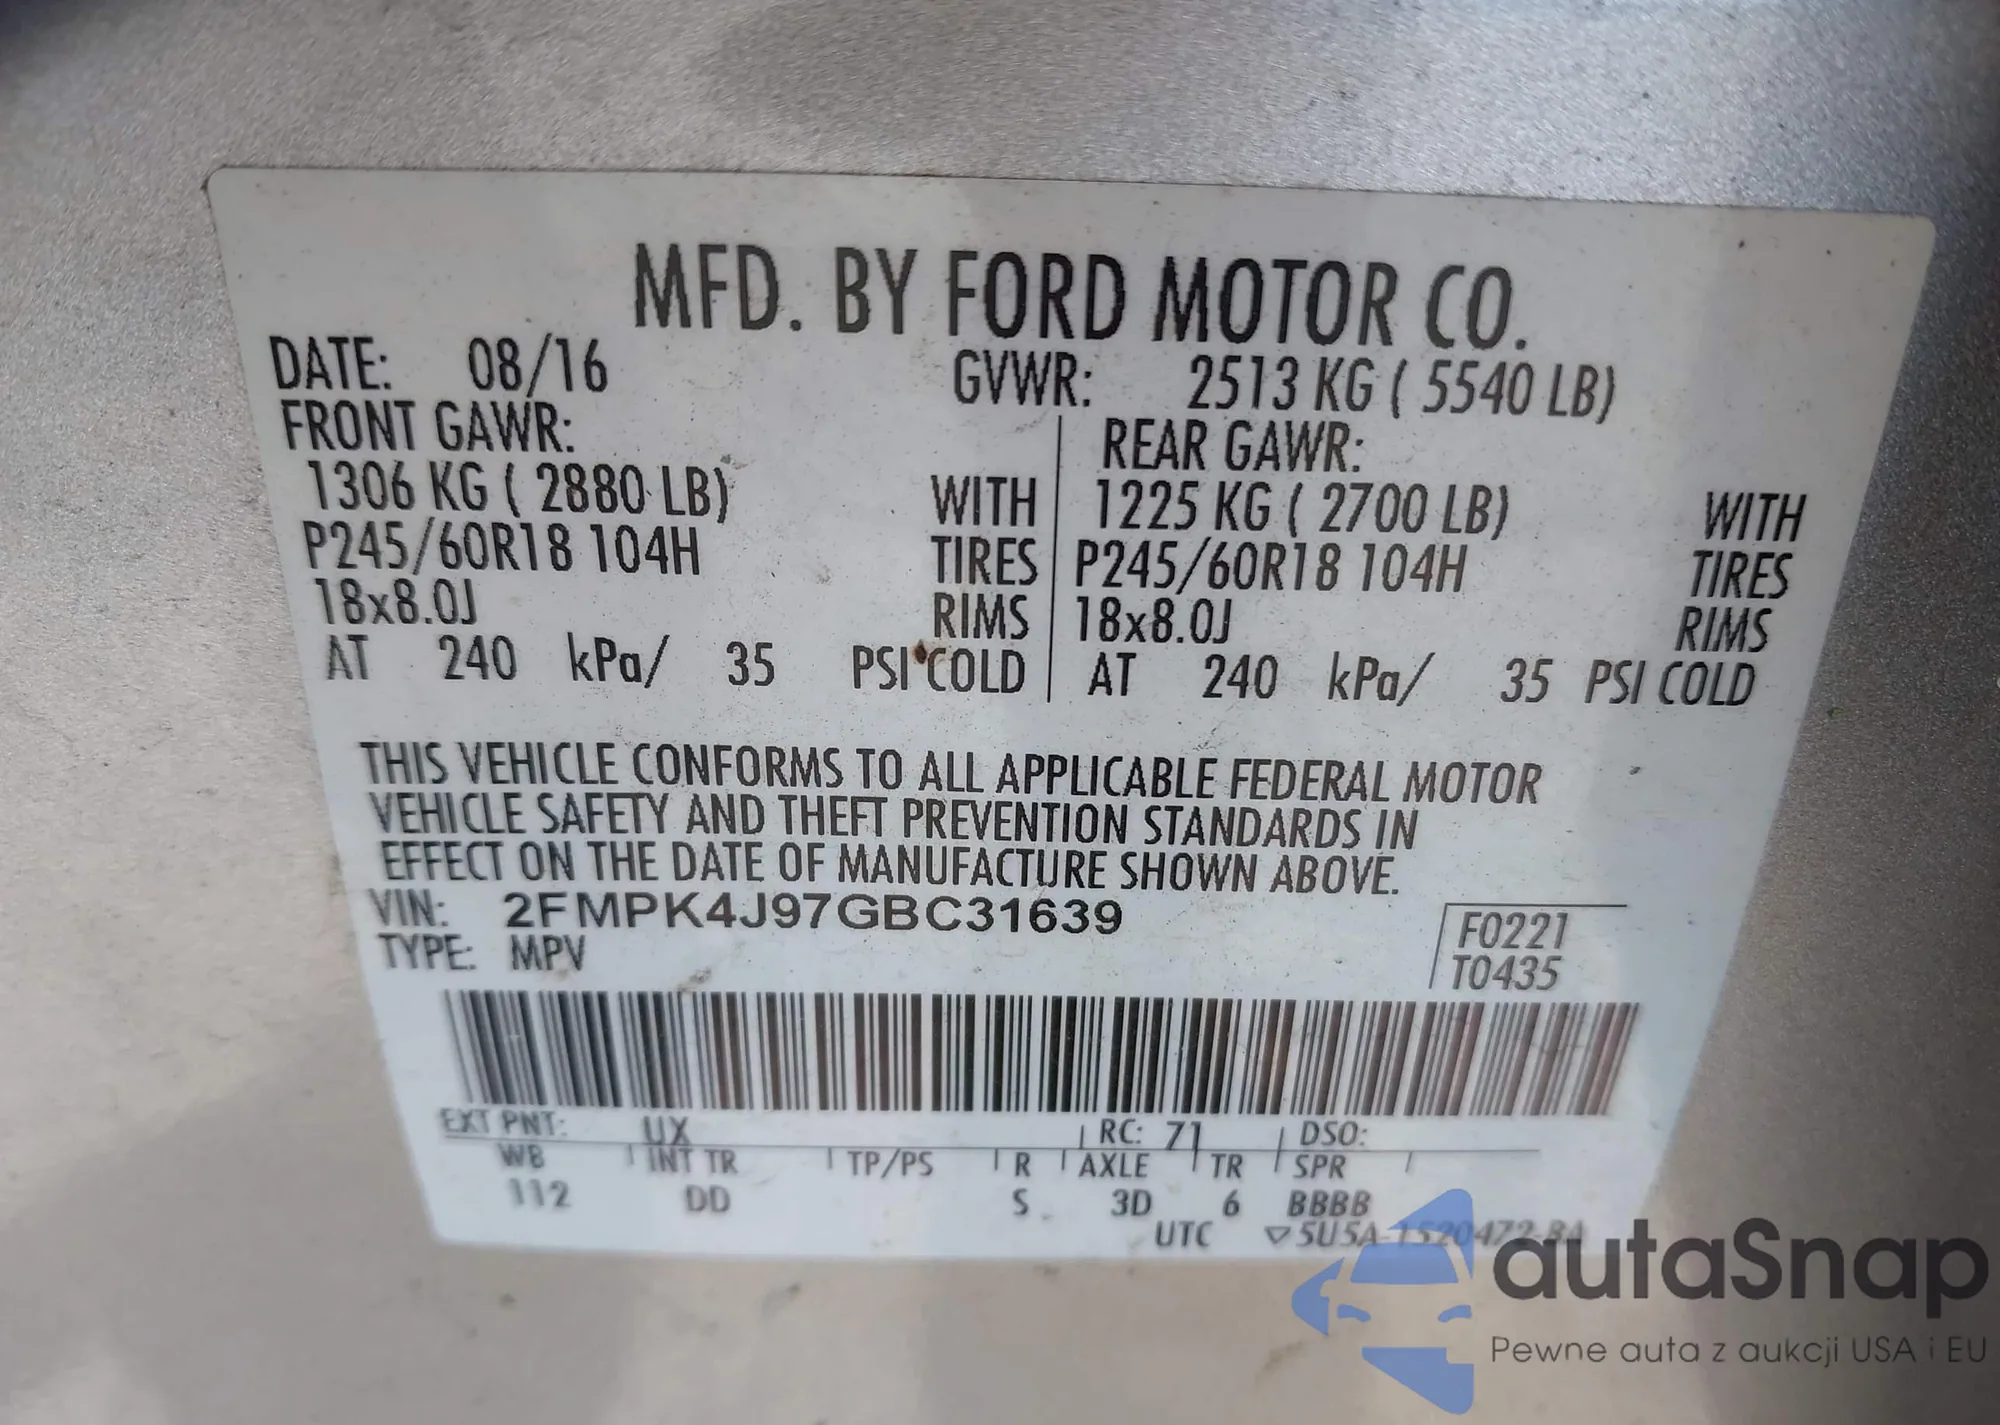 MFD. BY FORD MOTOR CO.
DATE: 08/16 GVWR: 2513 KG ( 5540 LB)
FRONT GAWR: REAR GAWR:
1306 KG ( 2880 LB) WITH 1225 KG ( 2700 LB) WITH
P245/60R18 104H TIRES P245/60R18 104H TIRES
18x8.0J RIMS 18x8.0J RIMS
AT 240 kPa/ 35 PSI COLD AT 240 kPa/ 35 PSI COLD
THIS VEHICLE CONFORMS TO ALL APPLICABLE FEDERAL MOTOR
VEHICLE SAFETY AND THEFT PREVENTION STANDARDS IN
EFFECT ON THE DATE OF MANUFACTURE SHOWN ABOVE.
VIN: 2FMPK4J97GBC31639
TYPE: MPV
F0221
T0435
EXT PNT: UX RC: 71 DSO:
WB INT TR TP/PS R AXLE TR SPR
112 DD S 3D 6 BBBB
UTC ▽5U5A-1520472-BA
autaSnap
Pewne auta z aukcji USA i EU